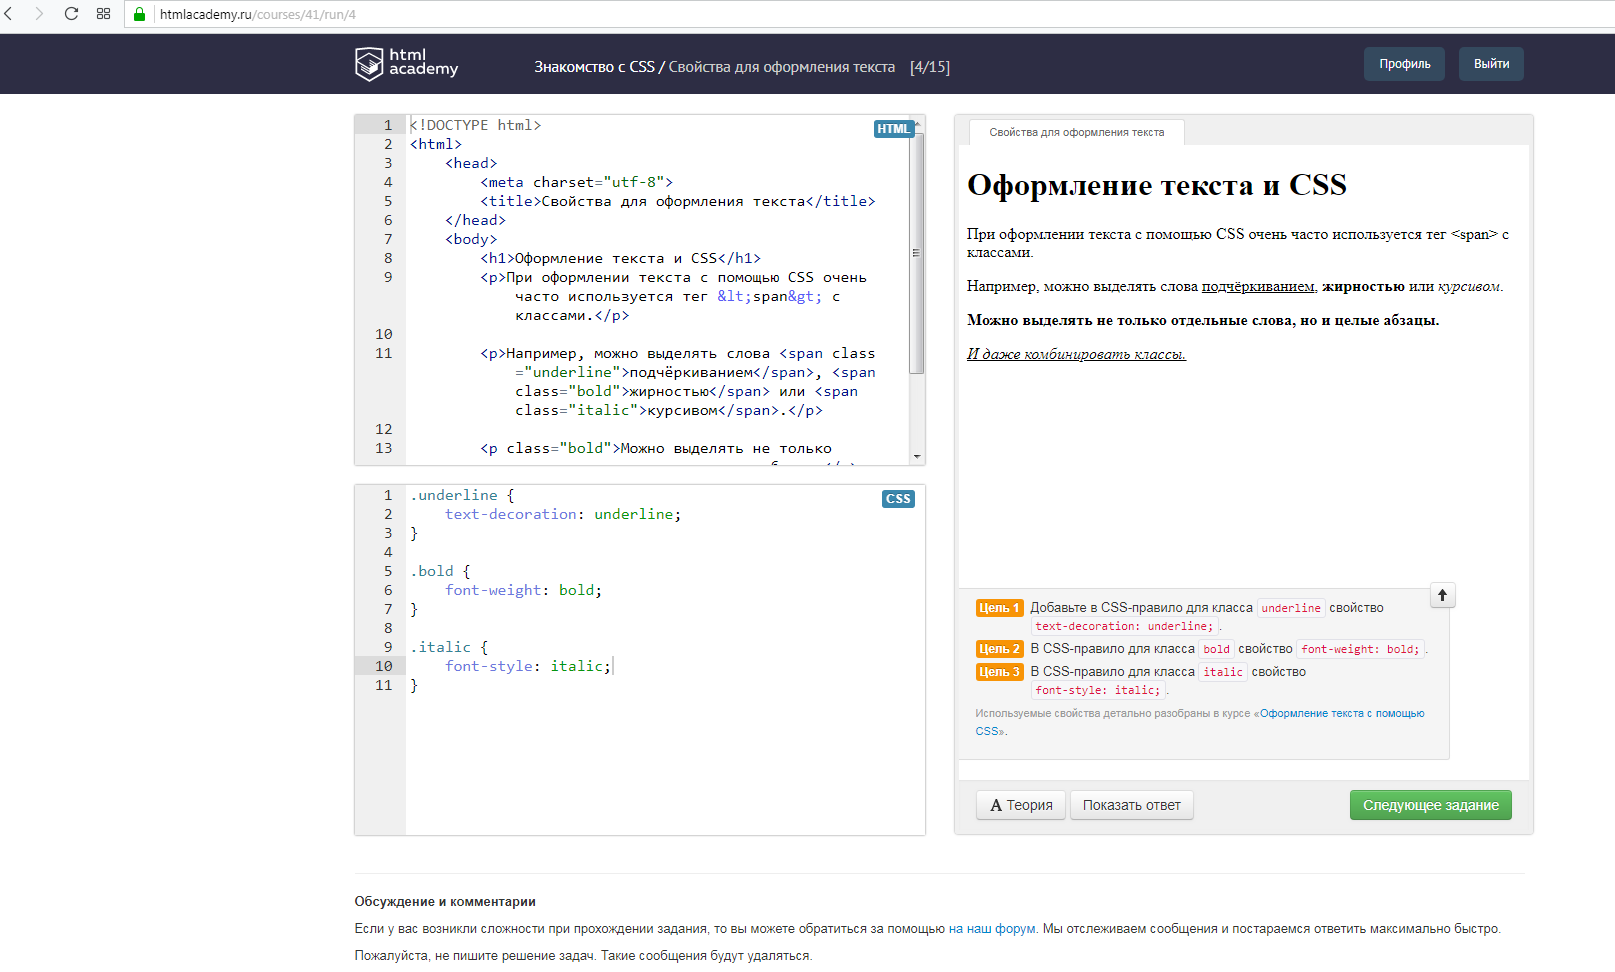 htmlacademy.ru/courses/41/run/4
html
academy
Знакомство с CSS / Свойства для оформления текста [4/15]
Профиль
Выйти
HTML
1 <!DOCTYPE html>
2 <html>
3 <head>
4 <meta charset="utf-8">
5 <title>Свойства для оформления текста</title>
6 </head>
7 <body>
8 <h1>Оформление текста и CSS</h1>
9 <p>При оформлении текста с помощью CSS очень
часто используется тег &lt;span&gt; с
классами.</p>
10
11 <p>Например, можно выделять слова <span class
="underline">подчёркиванием</span>, <span
class="bold">жирностью</span> или <span
class="italic">курсивом</span>.</p>
12
13 <p class="bold">Можно выделять не только
CSS
1 .underline {
2 text-decoration: underline;
3 }
4
5 .bold {
6 font-weight: bold;
7 }
8
9 .italic {
10 font-style: italic;
11 }
Свойства для оформления текста
Оформление текста и CSS
При оформлении текста с помощью CSS очень часто используется тег <span> с
классами.
Например, можно выделять слова подчёркиванием, жирностью или курсивом.
Можно выделять не только отдельные слова, но и целые абзацы.
И даже комбинировать классы.
Цель 1 Добавьте в CSS-правило для класса underline свойство
text-decoration: underline; .
Цель 2 В CSS-правило для класса bold свойство font-weight: bold; .
Цель 3 В CSS-правило для класса italic свойство
font-style: italic; .
Используемые свойства детально разобраны в курсе «Оформление текста с помощью
CSS».
A Теория
Показать ответ
Следующее задание
Обсуждение и комментарии
Если у вас возникли сложности при прохождении задания, то вы можете обратиться за помощью на наш форум. Мы отслеживаем сообщения и постараемся ответить максимально быстро.
Пожалуйста, не пишите решение задач. Такие сообщения будут удаляться.